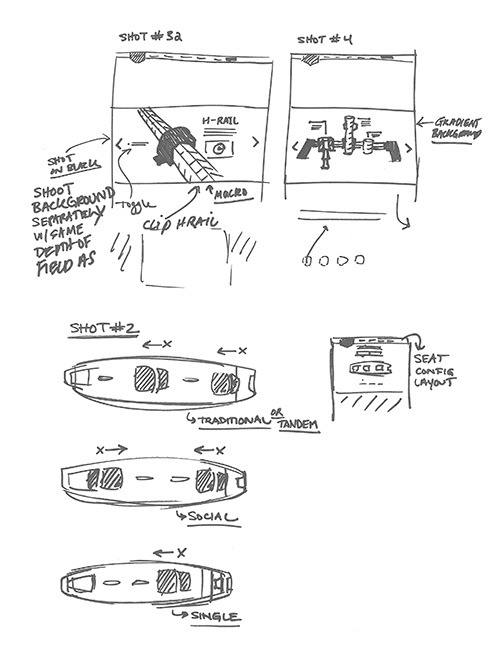 SHOT #32
SHOT #4
H-RAIL
GRADIENT
BACKGROUND
SHOT
ON BLACK
SHOOT
BACKGROUND
SEPARATELY
W/SAME
DEPTH OF
FIELD AS
TOGGLE
MACRO
CLIP HRAIL
SHOT #2
X
X
TRADITIONAL OR
TANDEM
SEAT
CONFIG
LAYOUT
X
X
SOCIAL
X
SINGLE